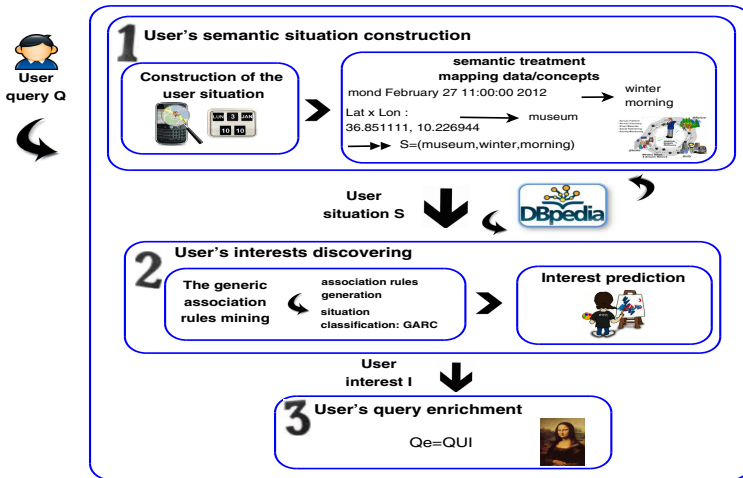 User
query Q
1 User's semantic situation construction
Construction of the
user situation
LUN 3 JAN
10 10
semantic treatment
mapping data/concepts
mond February 27 11:00:00 2012
winter
morning
Lat x Lon :
36.851111, 10.226944
museum
S=(museum,winter,morning)
User
situation S
DBpedia
2 User's interests discovering
The generic
association
rules mining
association rules
generation
situation
classification: GARC
Interest prediction
User
interest I
3 User's query enrichment
Qe=QUI